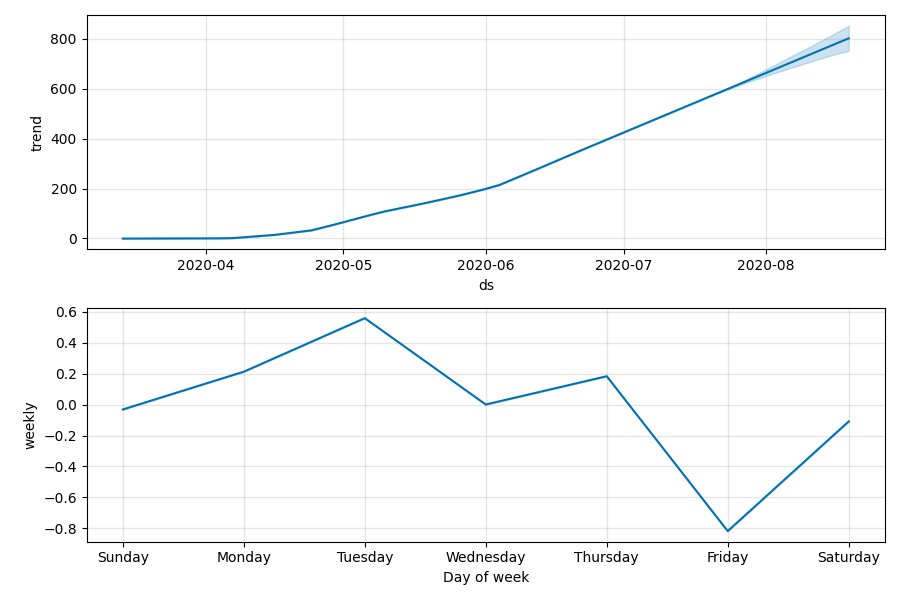 800
600
400
200
0
trend
2020-04 2020-05 2020-06 2020-07 2020-08
ds
0.6
0.4
0.2
0.0
−0.2
−0.4
−0.6
−0.8
weekly
Sunday Monday Tuesday Wednesday Thursday Friday Saturday
Day of week